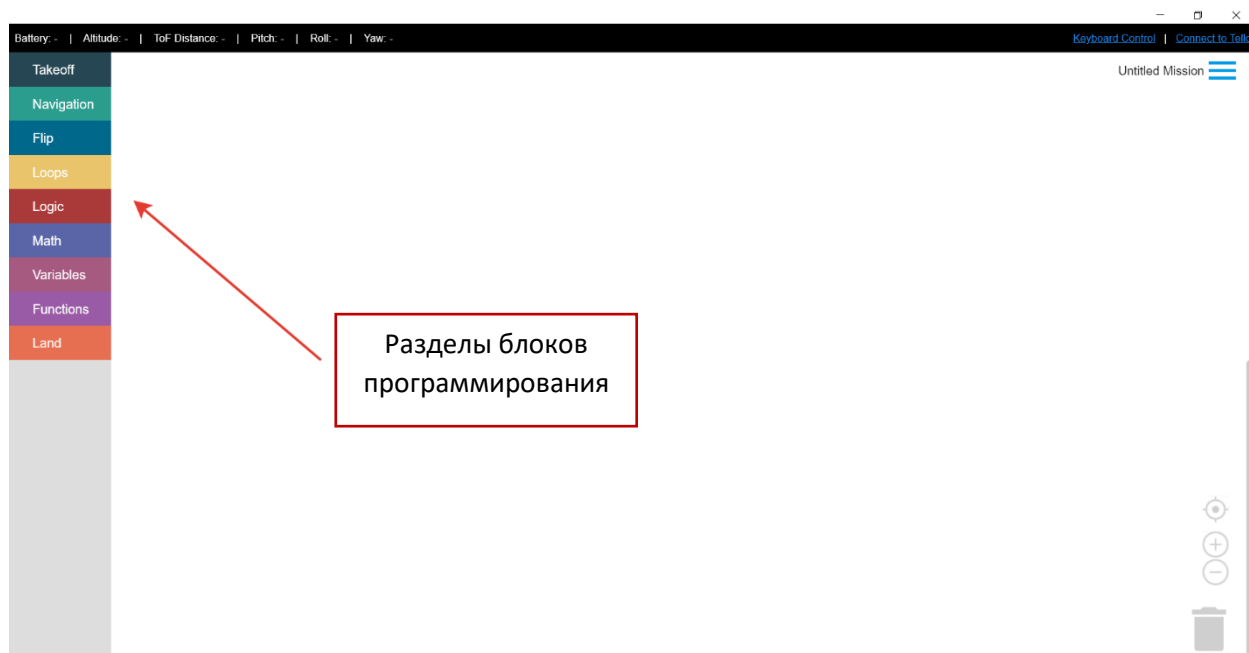 Battery: - | Altitude: - | ToF Distance: - | Pitch: - | Roll: - | Yaw: - Keyboard Control | Connect to Tello
Takeoff
Untitled Mission
Navigation
Flip
Loops
Logic
Math
Variables
Functions
Land
Разделы блоков
программирования